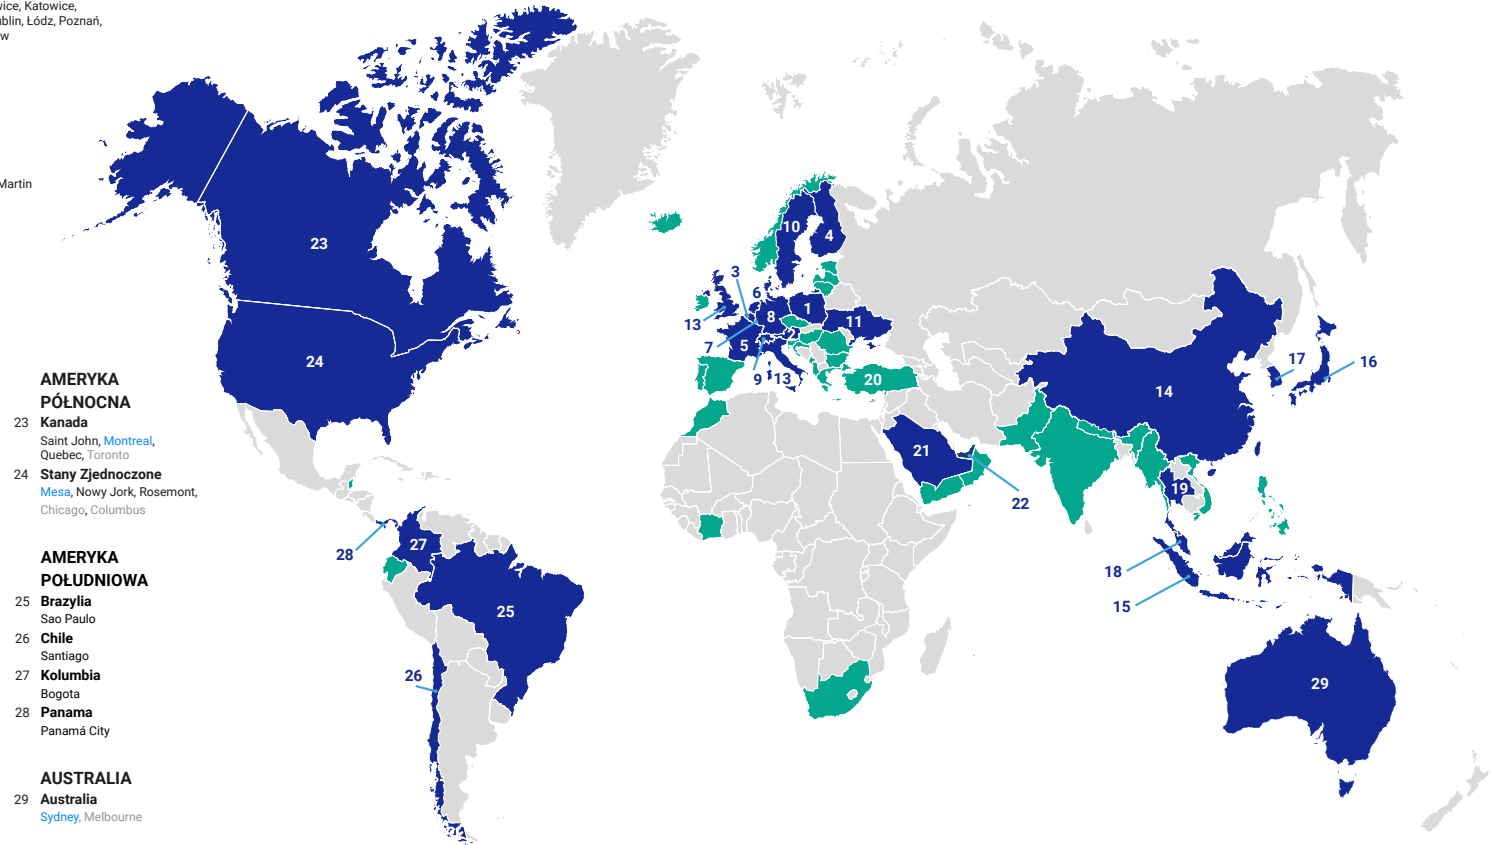 wice, Katowice,
ublin, Łódz, Poznań,
w
Martin
AMERYKA
PÓŁNOCNA
23 Kanada
Saint John, Montreal,
Quebec, Toronto
24 Stany Zjednoczone
Mesa, Nowy Jork, Rosemont,
Chicago, Columbus
AMERYKA
POŁUDNIOWA
25 Brazylia
Sao Paulo
26 Chile
Santiago
27 Kolumbia
Bogota
28 Panama
Panamá City
AUSTRALIA
29 Australia
Sydney, Melbourne
23
24
28
27
25
26
10
4
3
6
13
8
1
11
7
5
2
9
13
20
21
22
14
17
16
19
18
15
29